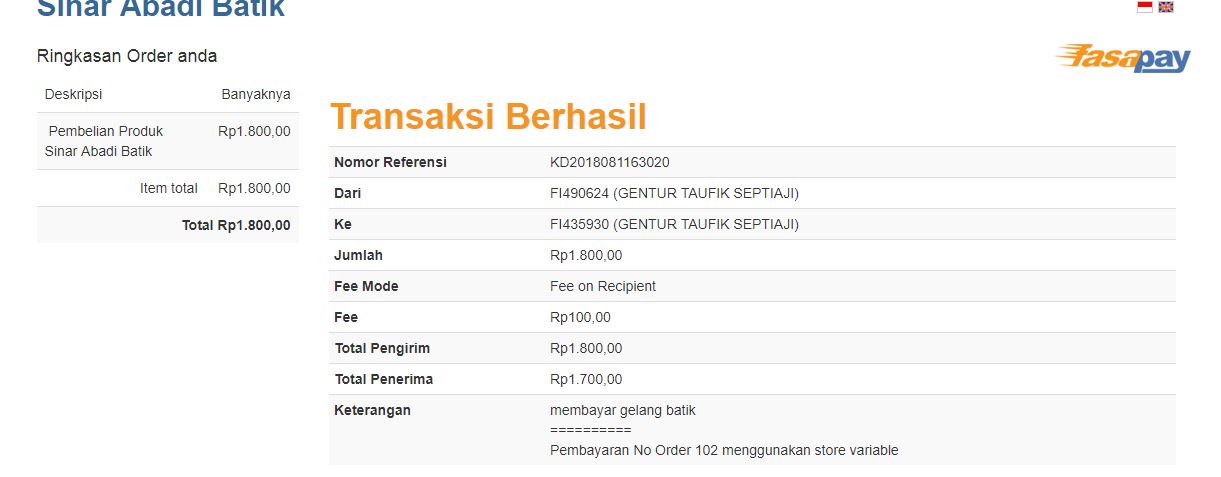 Sinar Abadi Batik
Ringkasan Order anda
fasapay
Deskripsi Banyaknya
Pembelian Produk Rp1.800,00
Sinar Abadi Batik
Item total Rp1.800,00
Total Rp1.800,00
Transaksi Berhasil
Nomor Referensi KD2018081163020
Dari FI490624 (GENTUR TAUFIK SEPTIAJI)
Ke FI435930 (GENTUR TAUFIK SEPTIAJI)
Jumlah Rp1.800,00
Fee Mode Fee on Recipient
Fee Rp100,00
Total Pengirim Rp1.800,00
Total Penerima Rp1.700,00
Keterangan membayar gelang batik
==========
Pembayaran No Order 102 menggunakan store variable